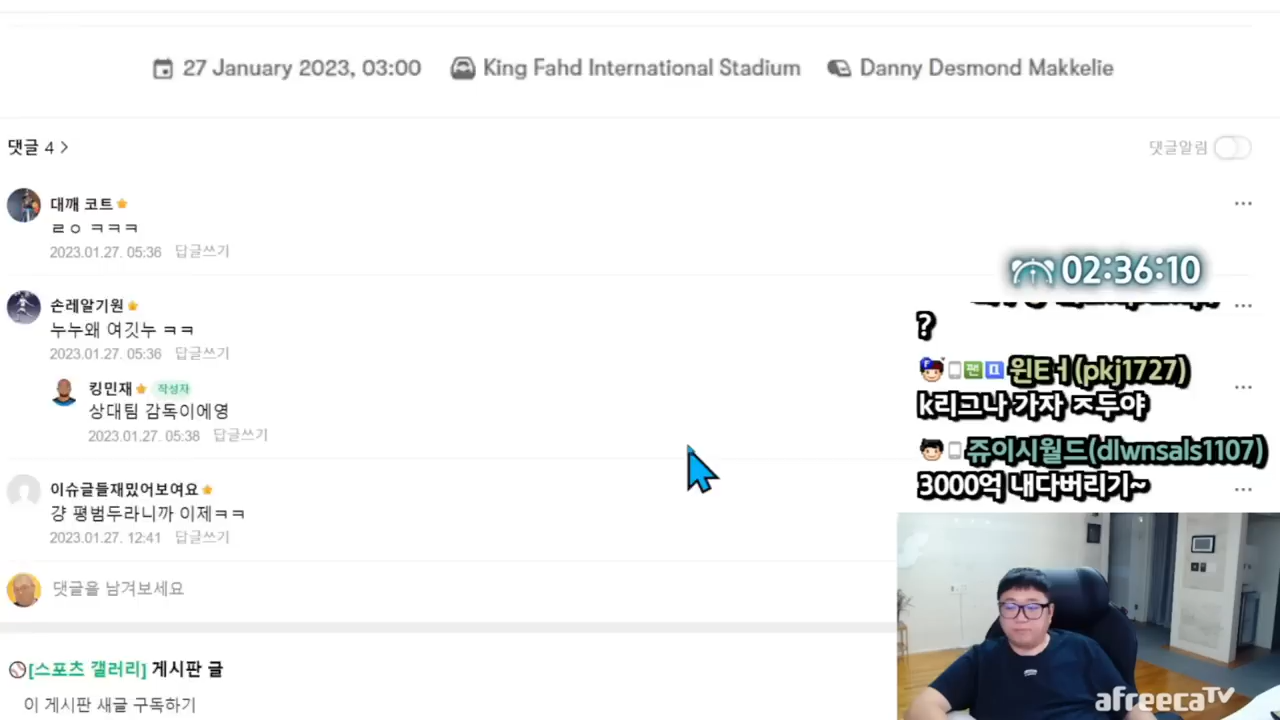 27 January 2023, 03:00 King Fahd International Stadium Danny Desmond Makkelie
댓글 4 >
댓글알림
대깨 코트
ㄹㅇ ㅋㅋㅋ
2023.01.27. 05:36 답글쓰기
02:36:10
손레알기원
누누왜 여깃누 ㅋㅋ
2023.01.27. 05:36 답글쓰기
?
킹민재 작성자
상대팀 감독이에영
2023.01.27. 05:38 답글쓰기
팬 윈터(pkj1727)
k리그나 가자 ㅈ두야
쥬이시월드(dlwnsals1107)
3000억 내다버리기~
이슈글들재밌어보여요
걍 평범두라니까 이제ㅋㅋ
2023.01.27. 12:41 답글쓰기
댓글을 남겨보세요
[스포츠 갤러리] 게시판 글
이 게시판 새글 구독하기
afreecaTV